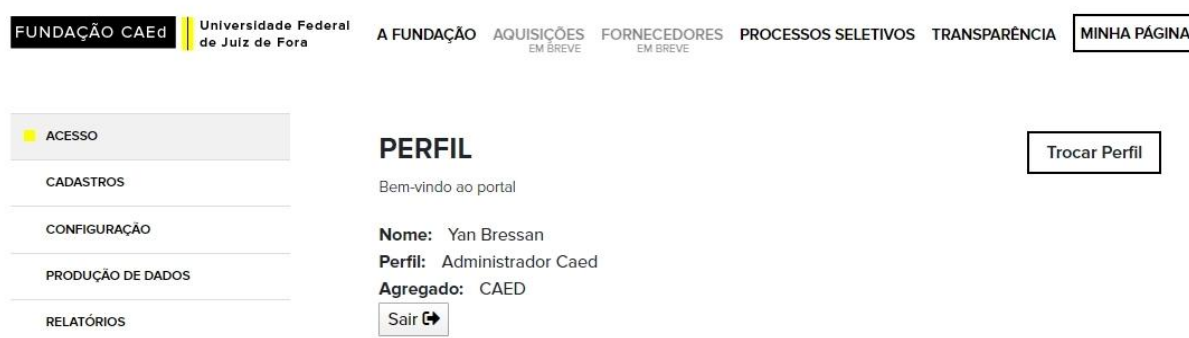 FUNDAÇÃO CAEd
Universidade Federal
de Juiz de Fora
A FUNDAÇÃO
AQUISIÇÕES
EM BREVE
FORNECEDORES
EM BREVE
PROCESSOS SELETIVOS
TRANSPARÊNCIA
MINHA PÁGINA
ACESSO
CADASTROS
CONFIGURAÇÃO
PRODUÇÃO DE DADOS
RELATÓRIOS
PERFIL
Trocar Perfil
Bem-vindo ao portal
Nome: Yan Bressan
Perfil: Administrador Caed
Agregado: CAED
Sair